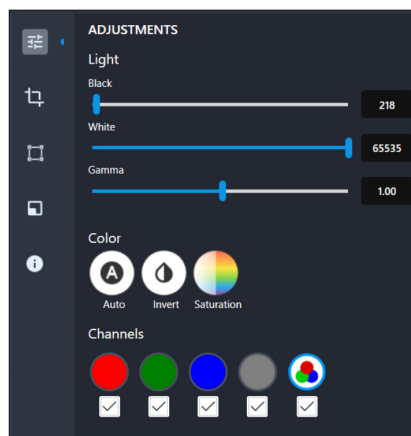 ADJUSTMENTS
Light
Black
218
White
65535
Gamma
1.00
Color
A
Auto Invert Saturation
Channels